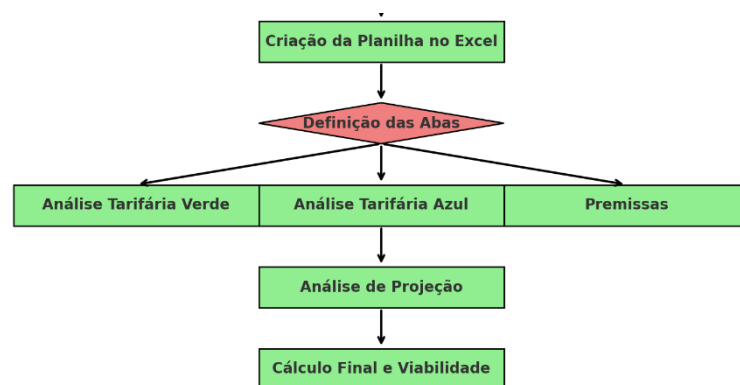 Criação da Planilha no Excel
Definição das Abas
Análise Tarifária Verde
Análise Tarifária Azul
Premissas
Análise de Projeção
Cálculo Final e Viabilidade